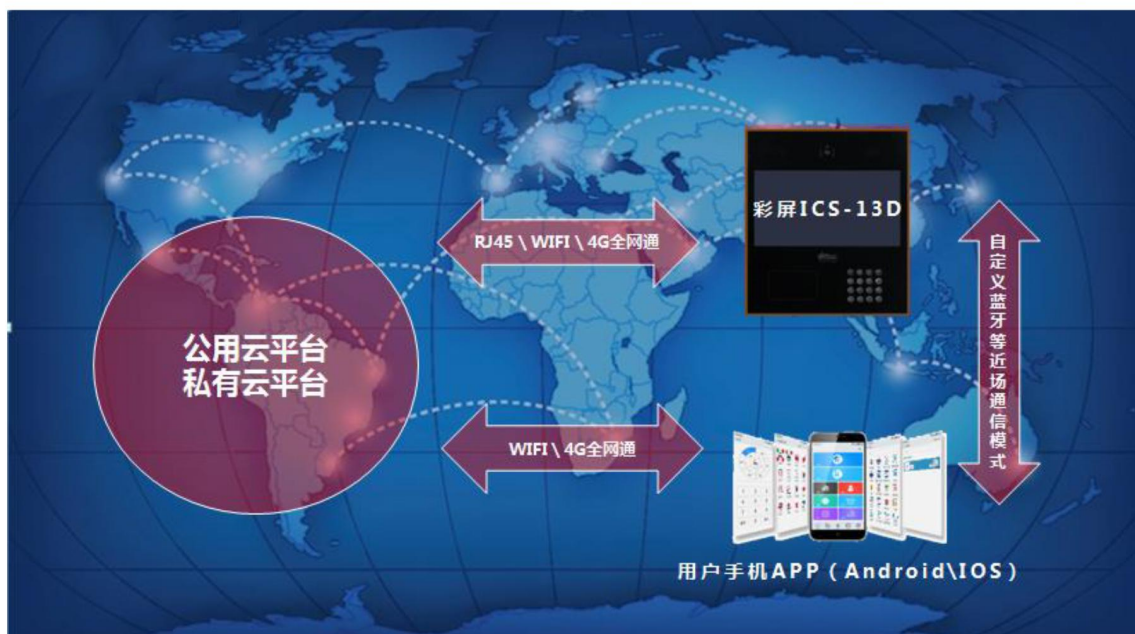 彩屏ICS-13D
RJ45 \ WIFI \ 4G全网通
自定义蓝牙等近场通信模式
公用云平台
私有云平台
WIFI \ 4G全网通
用户手机APP（Android\IOS）